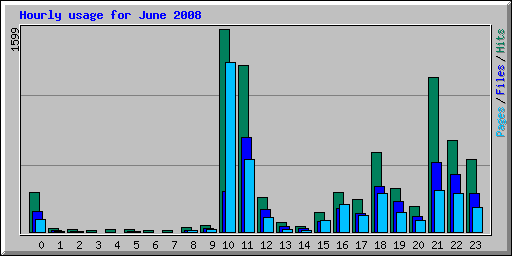 Hourly usage for June 2008
1599
Pages / Files / Hits
0 1 2 3 4 5 6 7 8 9 10 11 12 13 14 15 16 17 18 19 20 21 22 23